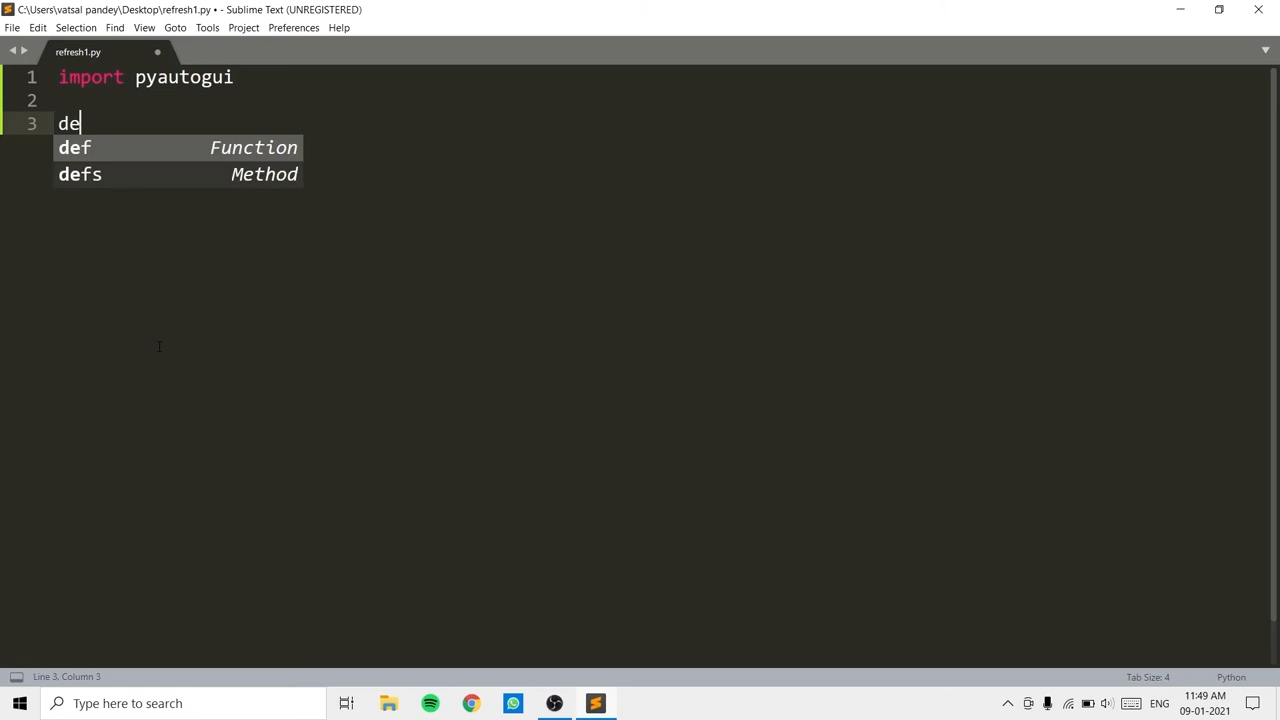 C:\Users\vatsal pandey\Desktop\refresh1.py • - Sublime Text (UNREGISTERED)
File Edit Selection Find View Goto Tools Project Preferences Help
refresh1.py
1 import pyautogui
2
3 de
def Function
defs Method
Line 3, Column 3 Tab Size: 4 Python
Type here to search ENG 11:49 AM
09-01-2021